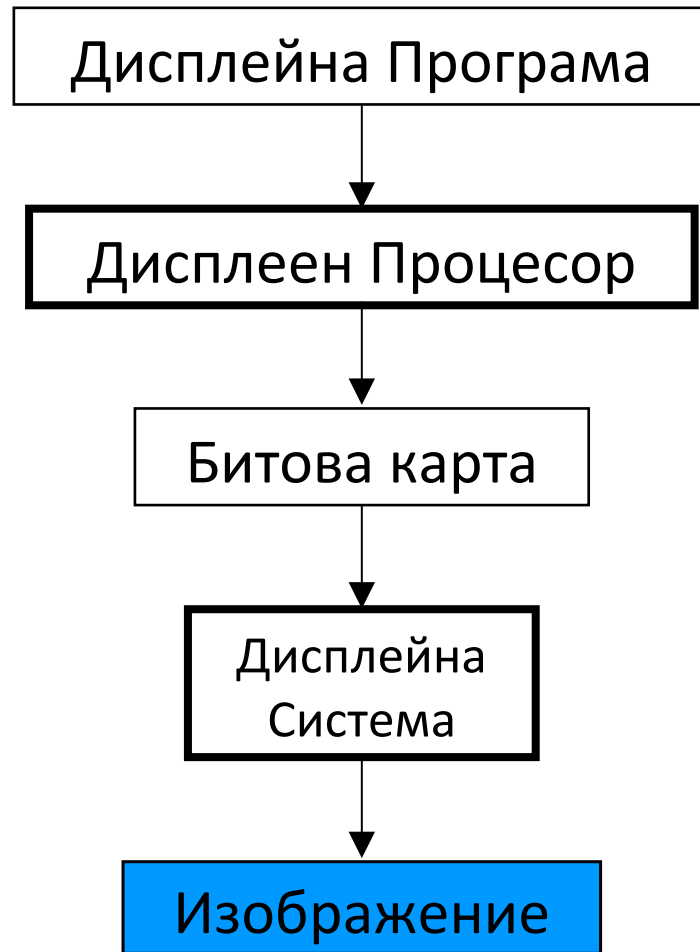 Дисплейна Програма
Дисплеен Процесор
Битова карта
Дисплейна
Система
Изображение